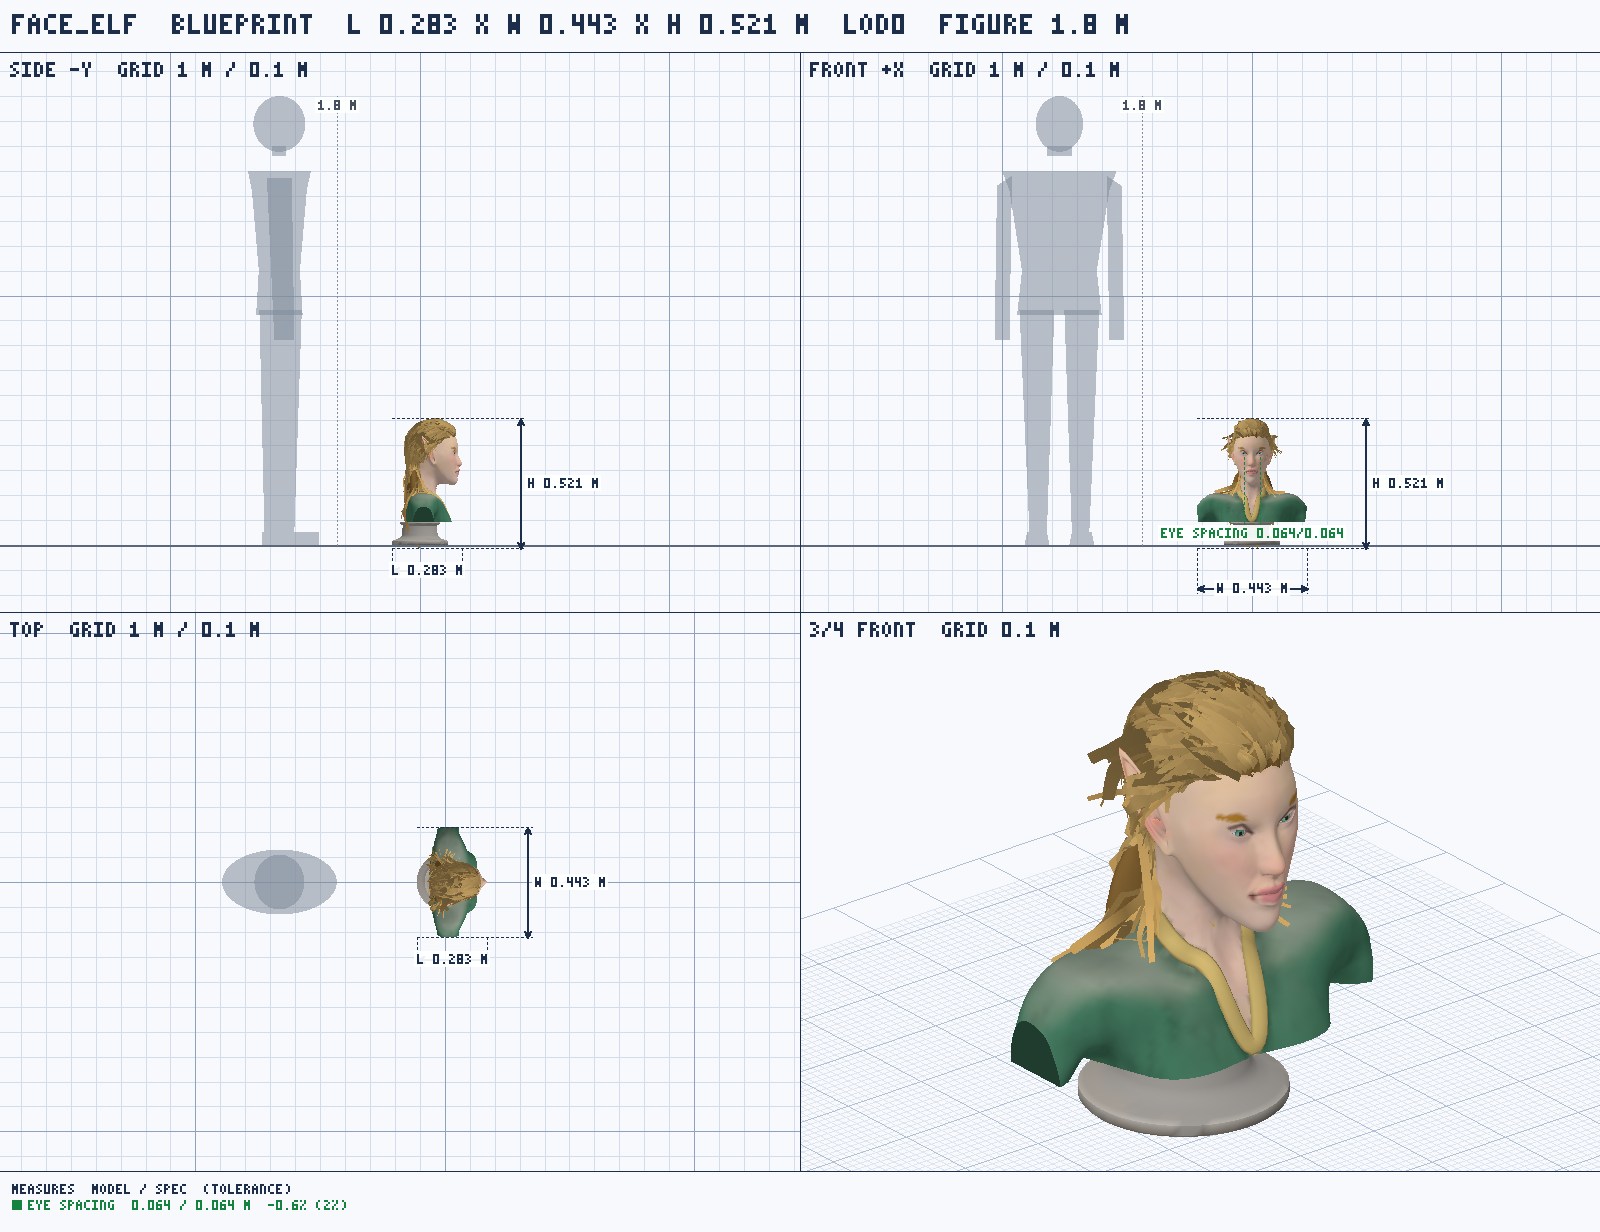 FACE_ELF BLUEPRINT L 0.283 X W 0.443 X H 0.521 M LOD0 FIGURE 1.8 M
SIDE -Y GRID 1 M / 0.1 M
1.8 M
H 0.521 M
L 0.283 M
FRONT +X GRID 1 M / 0.1 M
1.8 M
H 0.521 M
EYE SPACING 0.064/0.064
W 0.443 M
TOP GRID 1 M / 0.1 M
W 0.443 M
L 0.283 M
3/4 FRONT GRID 0.1 M
MEASURES MODEL / SPEC (TOLERANCE)
EYE SPACING 0.064 / 0.064 M -0.6% (2%)